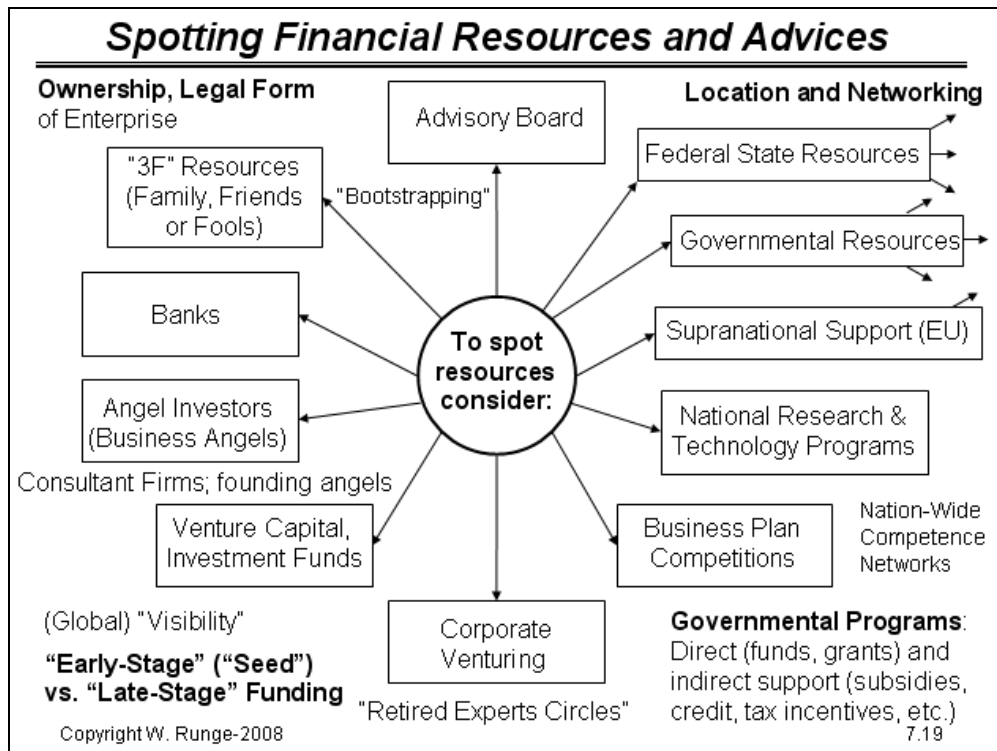 Spotting Financial Resources and Advices
Ownership, Legal Form
of Enterprise
Advisory Board
Location and Networking
"3F" Resources
(Family, Friends
or Fools)
"Bootstrapping"
Federal State Resources
Governmental Resources
Banks
To spot
resources
consider:
Supranational Support (EU)
Angel Investors
(Business Angels)
National Research &
Technology Programs
Consultant Firms; founding angels
Venture Capital,
Investment Funds
Business Plan
Competitions
Nation-Wide
Competence
Networks
(Global) "Visibility"
Corporate
Venturing
Governmental Programs:
Direct (funds, grants) and
indirect support (subsidies,
credit, tax incentives, etc.)
“Early-Stage” (“Seed”)
vs. “Late-Stage” Funding
"Retired Experts Circles"
Copyright W. Runge-2008
7.19